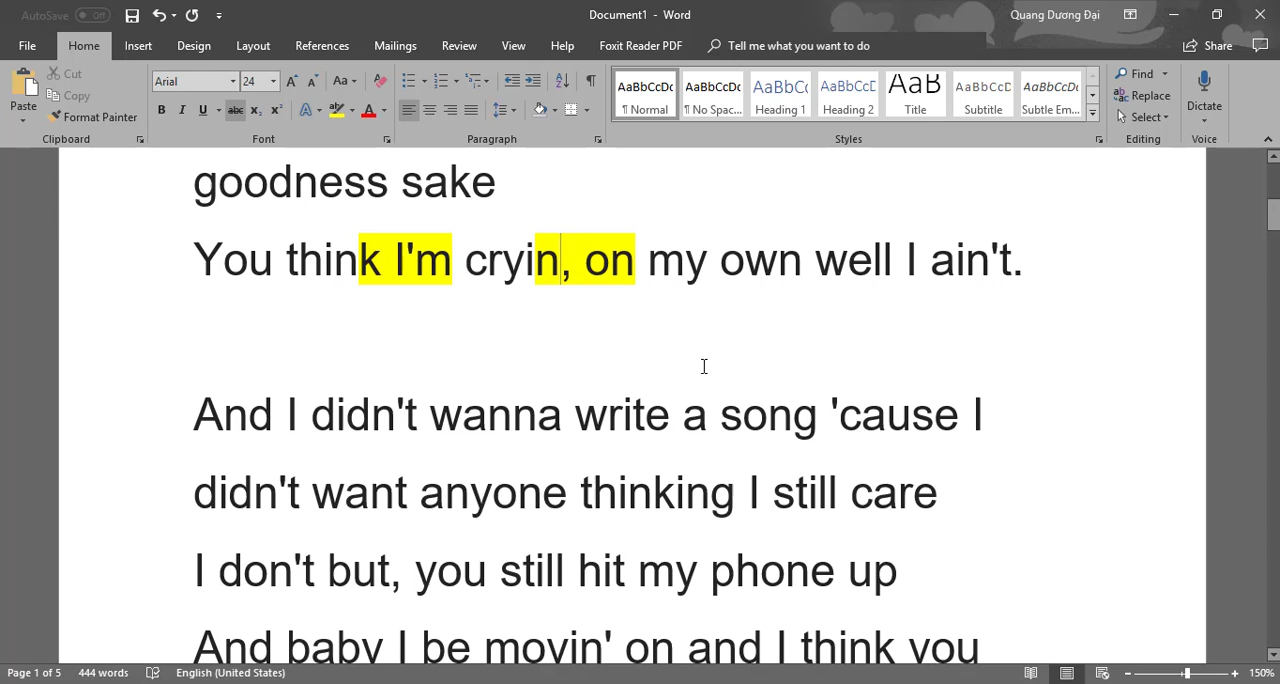 AutoSave Off Document1 - Word Quang Dương Đại
File Home Insert Design Layout References Mailings Review View Help Foxit Reader PDF Tell me what you want to do Share
Paste Cut Copy Format Painter
Arial 24 Aa
B I U abc x₂ x² A A
AaBbCcDc AaBbCcDc AaBbCc AaBbCcD AaB AaBbCcD AaBbCcDc
¶ Normal ¶ No Spac... Heading 1 Heading 2 Title Subtitle Subtle Em...
Find Replace Select
Dictate
Clipboard Font Paragraph Styles Editing Voice
goodness sake
You think I'm cryin, on my own well I ain't.
And I didn't wanna write a song 'cause I
didn't want anyone thinking I still care
I don't but, you still hit my phone up
And baby I be movin' on and I think you
Page 1 of 5 444 words English (United States) 150%